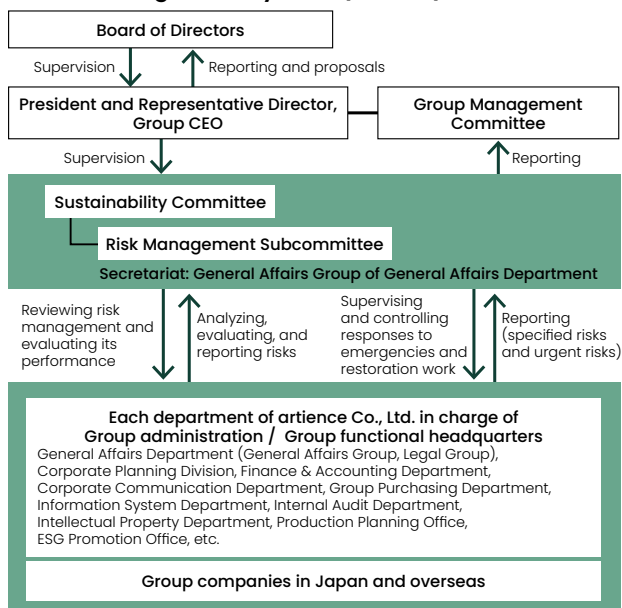 Board of Directors
Supervision
Reporting and proposals
President and Representative Director,
Group CEO
Group Management
Committee
Supervision
Reporting
Sustainability Committee
Risk Management Subcommittee
Secretariat: General Affairs Group of General Affairs Department
Reviewing risk
management and
evaluating its
performance
Analyzing,
evaluating, and
reporting risks
Supervising
and controlling
responses to
emergencies and
restoration work
Reporting
(specified risks
and urgent risks)
Each department of artience Co., Ltd. in charge of
Group administration / Group functional headquarters
General Affairs Department (General Affairs Group, Legal Group),
Corporate Planning Division, Finance & Accounting Department,
Corporate Communication Department, Group Purchasing Department,
Information System Department, Internal Audit Department,
Intellectual Property Department, Production Planning Office,
ESG Promotion Office, etc.
Group companies in Japan and overseas